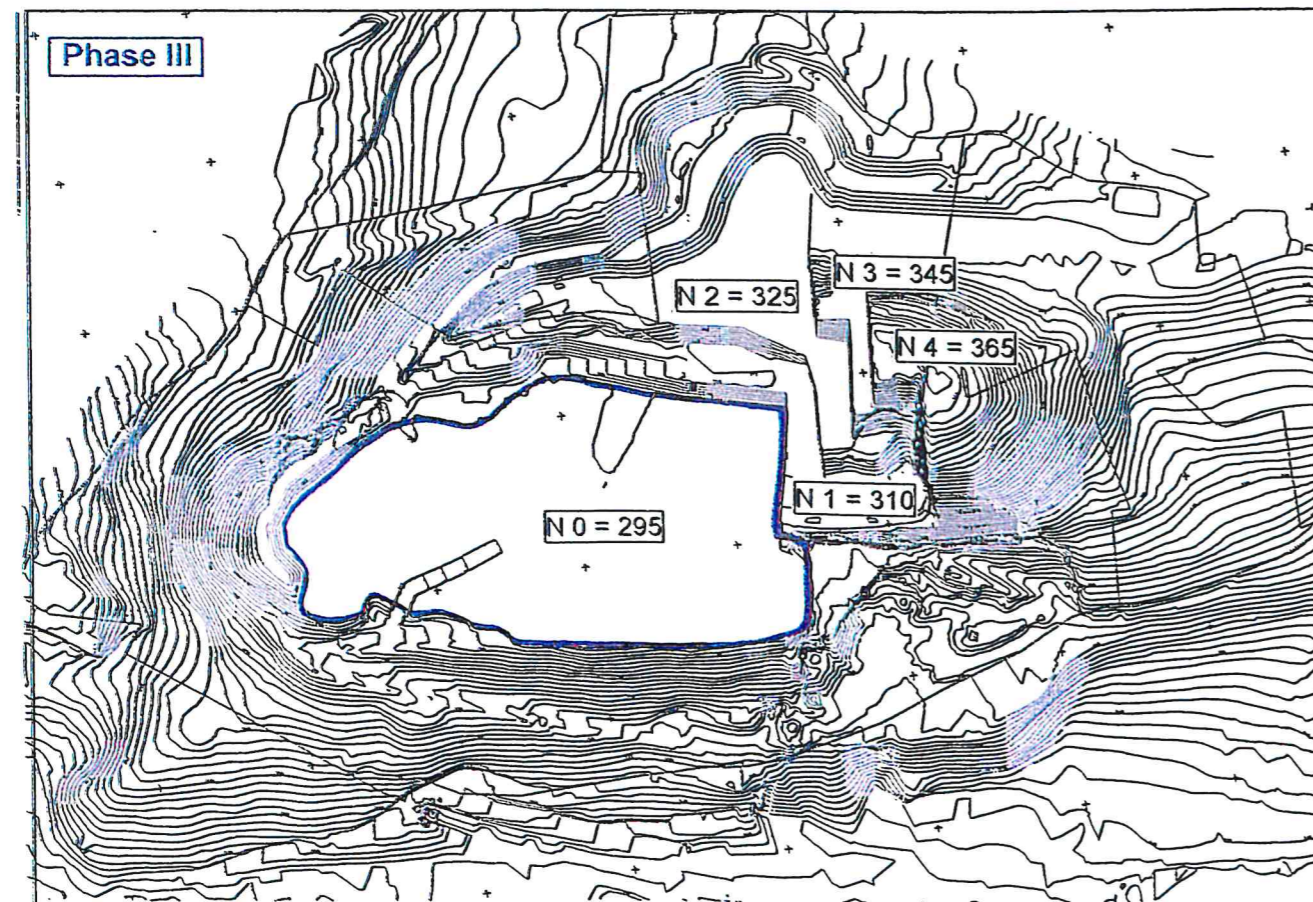 Phase III
N 3 = 345
N 2 = 325
N 4 = 365
N 1 = 310
N 0 = 295